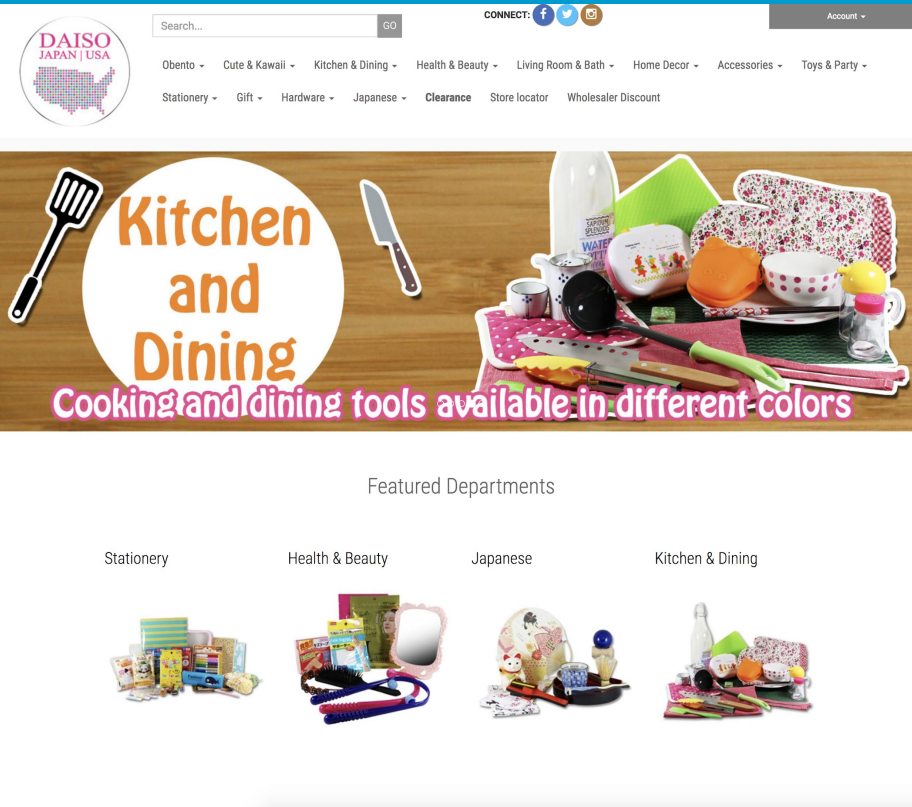 DAISO
JAPAN | USA
Search...
GO
CONNECT:
Account
Obento
Cute & Kawaii
Kitchen & Dining
Health & Beauty
Living Room & Bath
Home Decor
Accessories
Toys & Party
Stationery
Gift
Hardware
Japanese
Clearance
Store locator
Wholesaler Discount
Kitchen
and
Dining
WATER
Cooking and dining tools available in different colors
Featured Departments
Stationery
Health & Beauty
Japanese
Kitchen & Dining